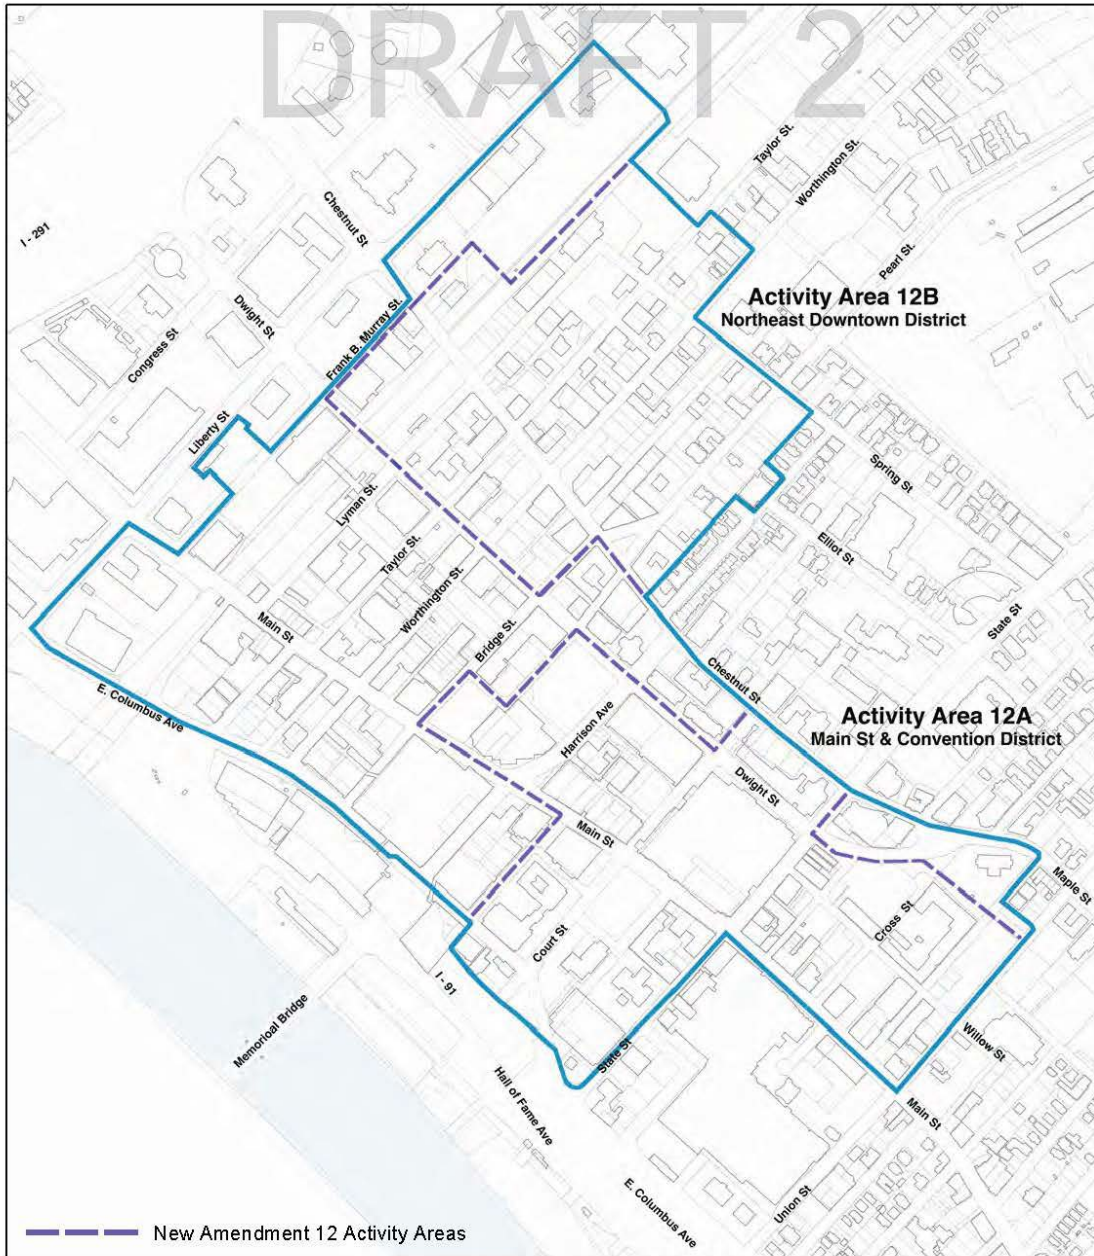 DRAFT 2
Taylor St.
Worthington St.
Chestnut St
I - 291
Pearl St.
Dwight St
Activity Area 12B
Northeast Downtown District
Frank B. Murray St.
Congress St
Liberty St
Spring St
Lyman St.
Elliot St
Taylor St.
Worthington St.
State St
Main St
Bridge St.
Chestnut St
E. Columbus Ave
Harrison Ave
Activity Area 12A
Main St & Convention District
Dwight St
Main St
Maple St
Cross St
Court St
I - 91
Memorioal Bridge
State St
Willow St
Hall of Fame Ave
Main St
Union St
E. Columbus Ave
New Amendment 12 Activity Areas